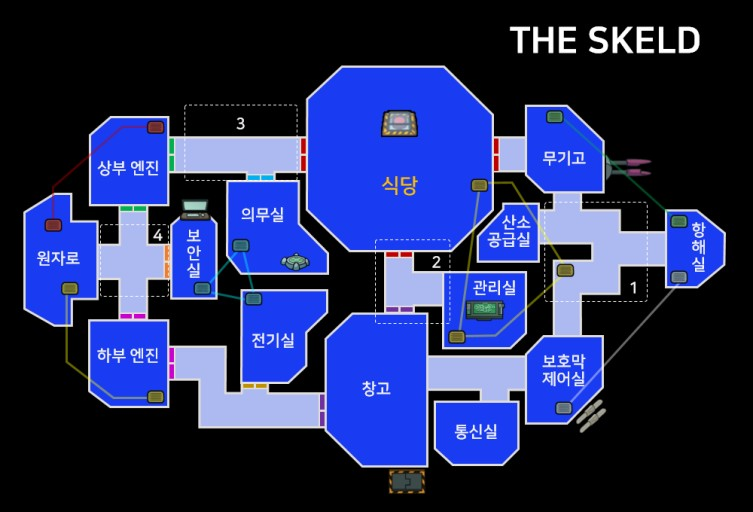 THE SKELD
3
상부 엔진
식당
무기고
의무실
산소
공급실
4
보
안
실
원자로
2
항
해
실
관리실
1
하부 엔진
전기실
보호막
제어실
창고
통신실